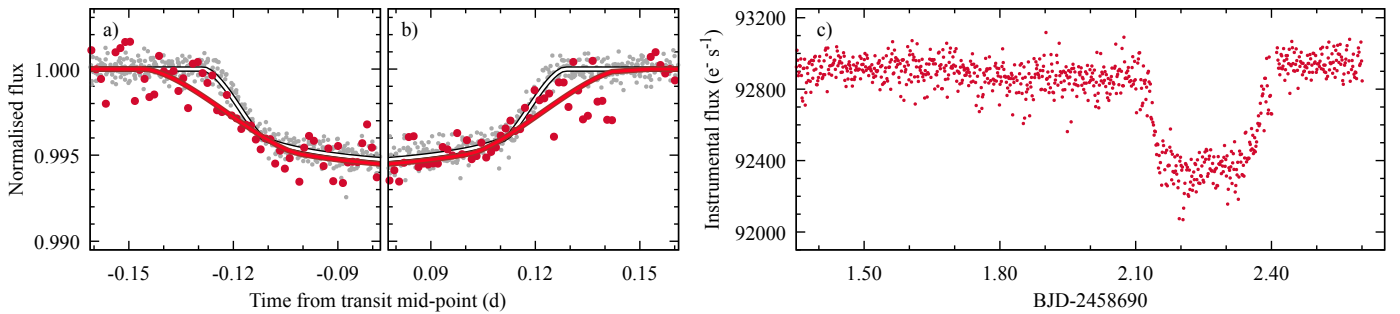 a)
b)
Normalised flux
1.000
0.995
0.990
-0.15
-0.12
-0.09
0.09
0.12
0.15
Time from transit mid-point (d)
c)
Instrumental flux (e⁻ s⁻¹)
93200
92800
92400
92000
1.50
1.80
2.10
2.40
BJD-2458690